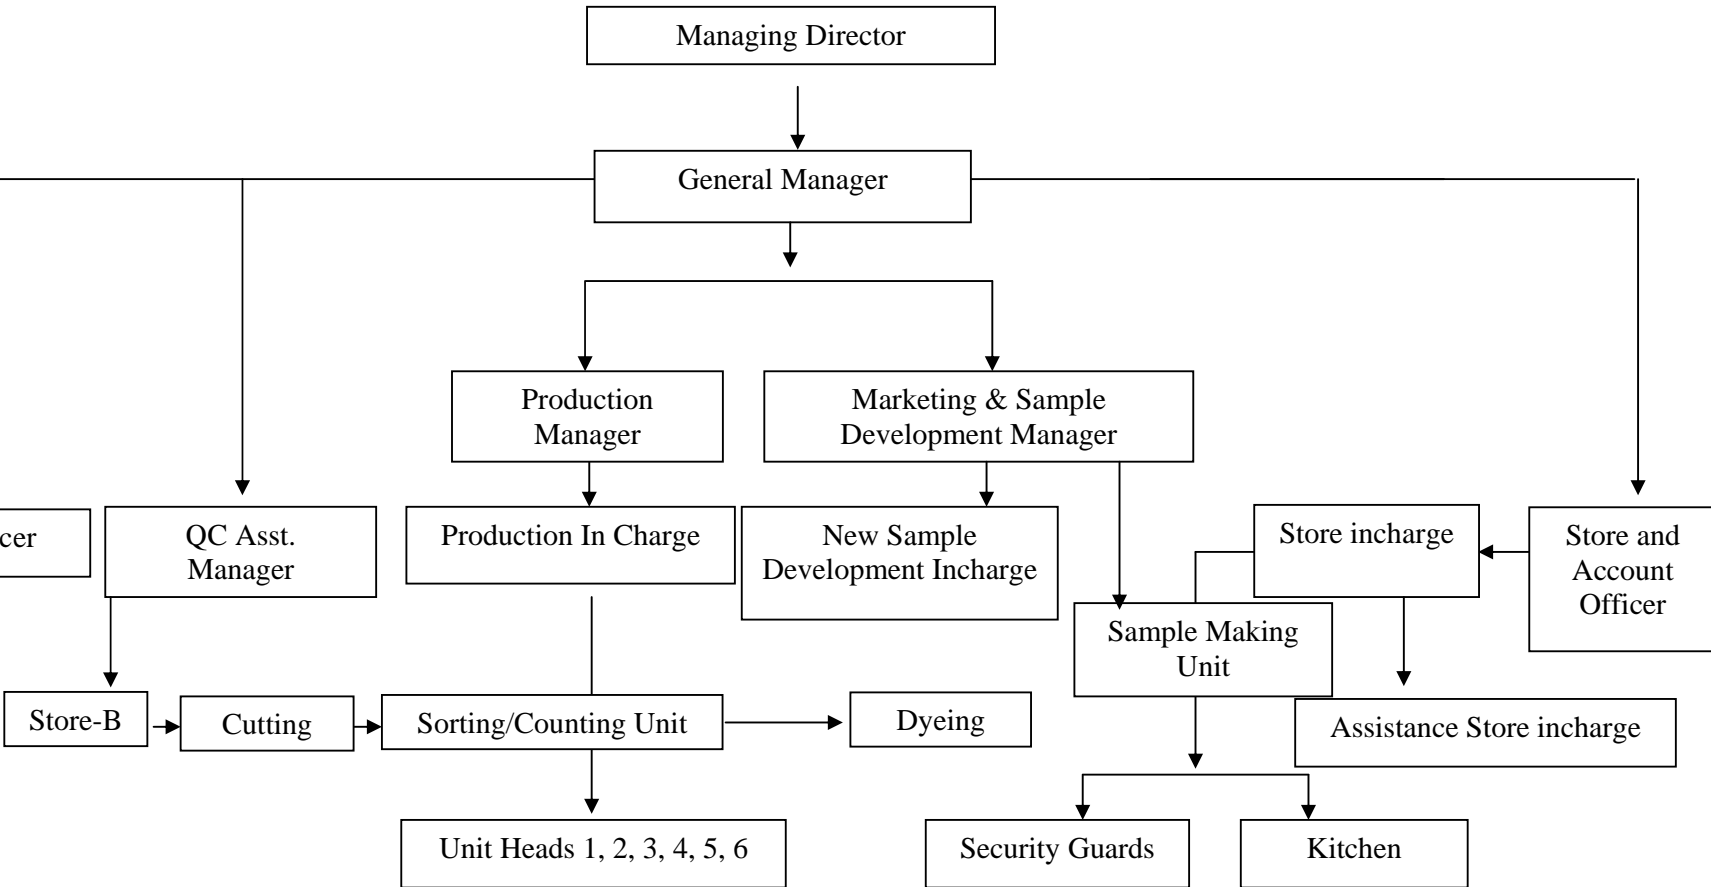 Managing Director
General Manager
Production
Manager
Marketing & Sample
Development Manager
cer
QC Asst.
Manager
Production In Charge
New Sample
Development Incharge
Store incharge
Store and
Account
Officer
Sample Making
Unit
Store-B
Cutting
Sorting/Counting Unit
Dyeing
Assistance Store incharge
Unit Heads 1, 2, 3, 4, 5, 6
Security Guards
Kitchen